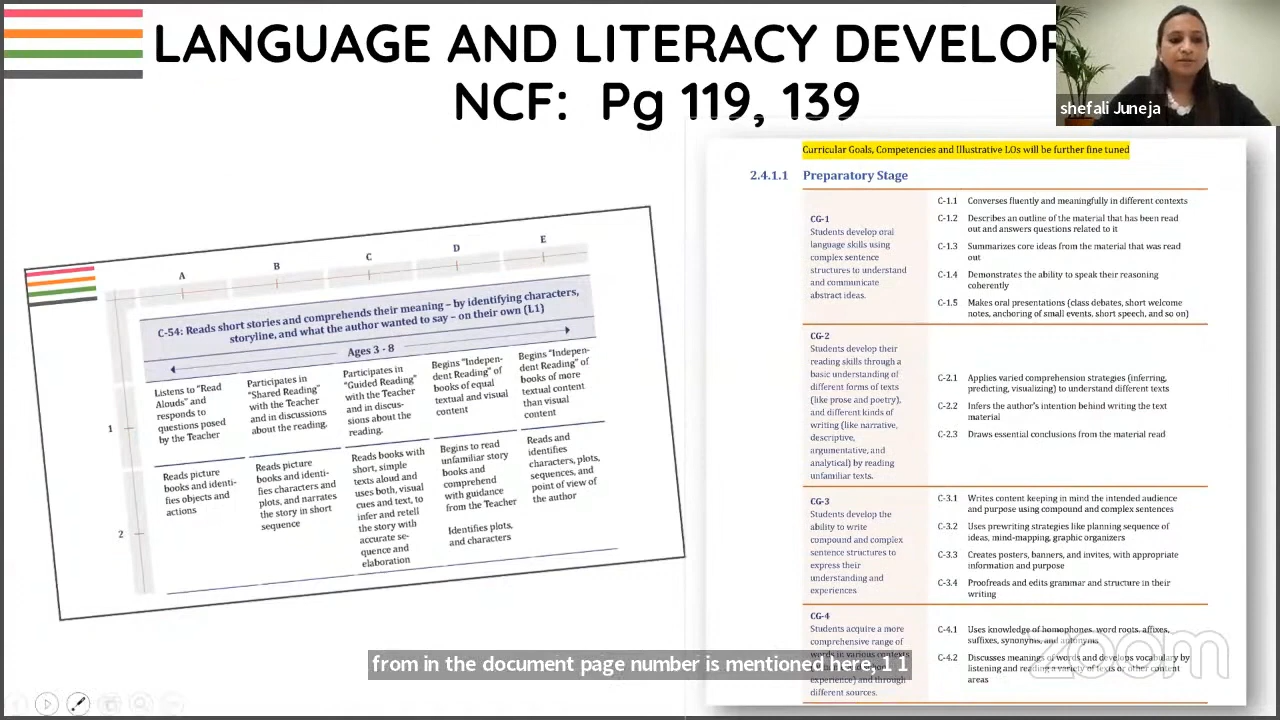 LANGUAGE AND LITERACY DEVELOP
NCF: Pg 119, 139
shefali Juneja
A
B
C
D
E
C-54: Reads short stories and comprehends their meaning – by identifying characters,
storyline, and what the author wanted to say – on their own (L1)
Ages 3 - 8
1
Listens to "Read
Alouds" and
responds to
questions posed
by the Teacher
Participates in
"Shared Reading"
with the Teacher
and in discussions
about the reading.
Participates in
"Guided Reading"
with the Teacher
and in discus-
sions about the
reading.
Begins "Indepen-
dent Reading" of
books of equal
textual and visual
content
Begins "Indepen-
dent Reading" of
books of more
textual content
than visual
content
2
Reads picture
books and identi-
fies objects and
actions
Reads picture
books and identi-
fies characters and
plots, and narrates
the story in short
sequence
Reads books with
short, simple
texts aloud and
uses both, visual
cues and text, to
infer and retell
the story with
accurate se-
quence and
elaboration
Begins to read
unfamiliar story
books and
comprehend
with guidance
from the Teacher
Identifies plots,
and characters
Reads and
identifies
characters, plots,
sequences, and
point of view of
the author
Curricular Goals, Competencies and Illustrative LOs will be further fine tuned
2.4.1.1 Preparatory Stage
CG-1
Students develop oral
language skills using
complex sentence
structures to understand
and communicate
abstract ideas.
C-1.1 Converses fluently and meaningfully in different contexts
C-1.2 Describes an outline of the material that has been read
out and answers questions related to it
C-1.3 Summarizes core ideas from the material that was read
out
C-1.4 Demonstrates the ability to speak their reasoning
coherently
C-1.5 Makes oral presentations (class debates, short welcome
notes, anchoring of small events, short speech, and so on)
CG-2
Students develop their
reading skills through a
basic understanding of
different forms of texts
(like prose and poetry),
and different kinds of
writing (like narrative,
descriptive,
argumentative, and
analytical) by reading
unfamiliar texts.
C-2.1 Applies varied comprehension strategies (inferring,
predicting, visualizing) to understand different texts
C-2.2 Infers the author's intention behind writing the text
material
C-2.3 Draws essential conclusions from the material read
CG-3
Students develop the
ability to write
compound and complex
sentence structures to
express their
understanding and
experiences
C-3.1 Writes content keeping in mind the intended audience
and purpose using compound and complex sentences
C-3.2 Uses prewriting strategies like planning sequence of
ideas, mind-mapping, graphic organizers
C-3.3 Creates posters, banners, and invites, with appropriate
information and purpose
C-3.4 Proofreads and edits grammar and structure in their
writing
CG-4
Students acquire a more
comprehensive range of
words in various contexts
experience) and through
different sources.
C-4.1 Uses knowledge of homophones, word roots, affixes,
suffixes, synonyms, and antonyms
C-4.2 Discusses meanings of words and develops vocabulary by
listening and reading a variety of texts or other content
areas
from in the document page number is mentioned here, 1 1
zoom